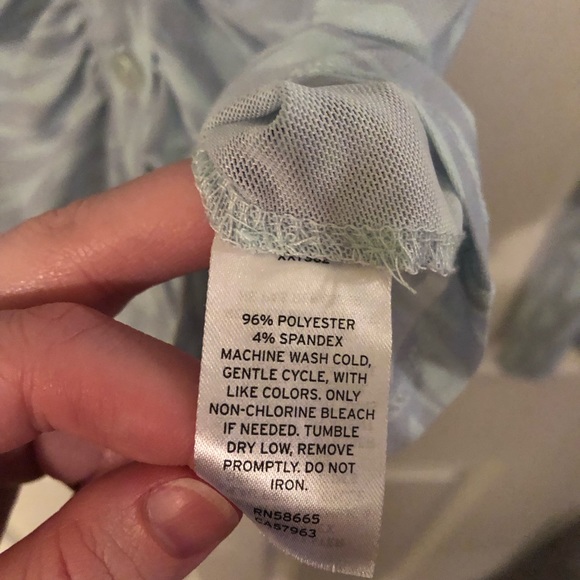 96% POLYESTER
4% SPANDEX
MACHINE WASH COLD,
GENTLE CYCLE, WITH
LIKE COLORS. ONLY
NON-CHLORINE BLEACH
IF NEEDED. TUMBLE
DRY LOW, REMOVE
PROMPTLY. DO NOT
IRON.
RN58665
CA57963